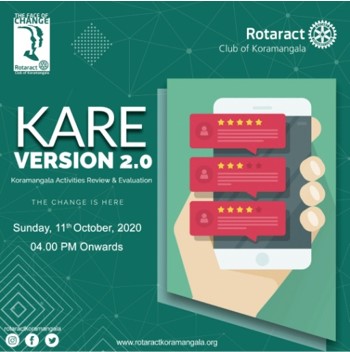 THE FACE OF
CHANGE
Rotaract
Club of Koramangala
Rotaract
Club of Koramangala
KARE
VERSION 2.0
Koramangala Activities Review & Evaluation
THE CHANGE IS HERE
Sunday, 11th October, 2020
04.00 PM Onwards
rotaractkoramangala
www.rotaractkoramangala.org